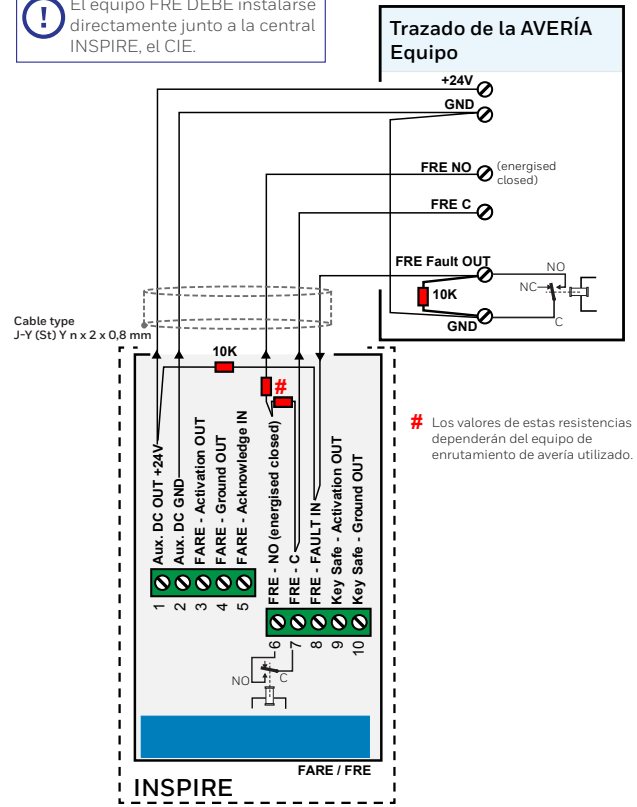 El equipo FRE DEBE instalarse
directamente junto a la central
INSPIRE, el CIE.
!
Trazado de la AVERÍA
Equipo
+24V
GND
FRE NO
(energised
closed)
FRE C
FRE Fault OUT
NO
NC
10K
C
GND
Cable type
J-Y (St) Y n x 2 x 0,8 mm
10K
#
# Los valores de estas resistencias
dependerán del equipo de
enrutamiento de avería utilizado.
Aux. DC OUT +24V
Aux. DC GND
FARE - Activation OUT
FARE - Ground OUT
FARE - Acknowledge IN
FRE - NO (energised closed)
FRE - C
FRE - FAULT IN
Key Safe - Activation OUT
Key Safe - Ground OUT
1
2
3
4
5
6
7
8
9
10
NO
C
FARE / FRE
INSPIRE